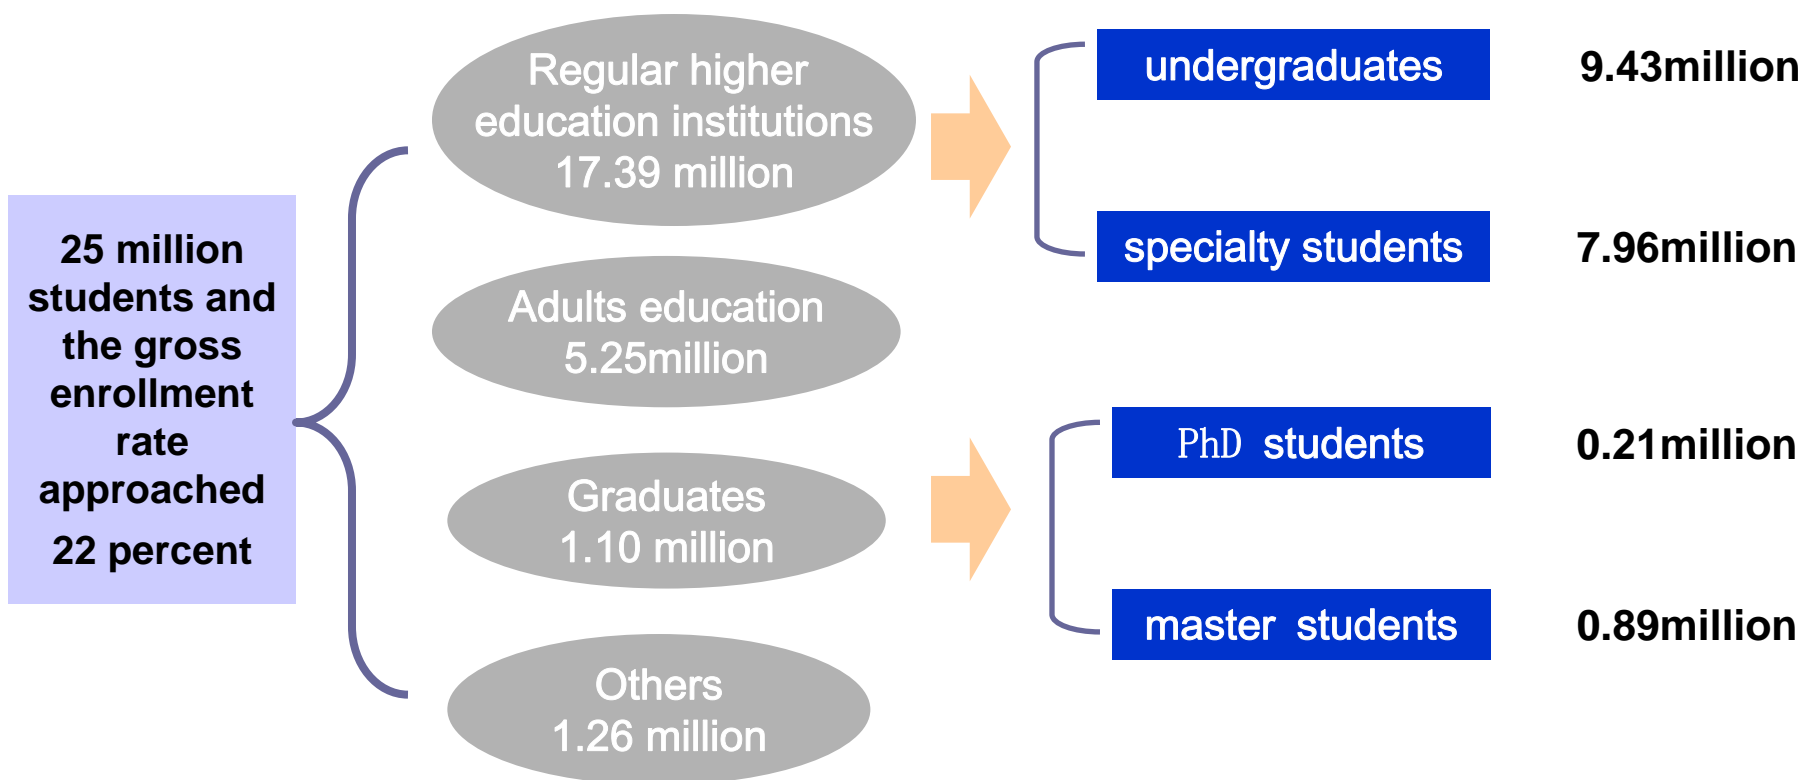 25 million
students and
the gross
enrollment
rate
approached
22 percent
Regular higher
education institutions
17.39 million
Adults education
5.25million
Graduates
1.10 million
Others
1.26 million
undergraduates
9.43million
specialty students
7.96million
PhD students
0.21million
master students
0.89million